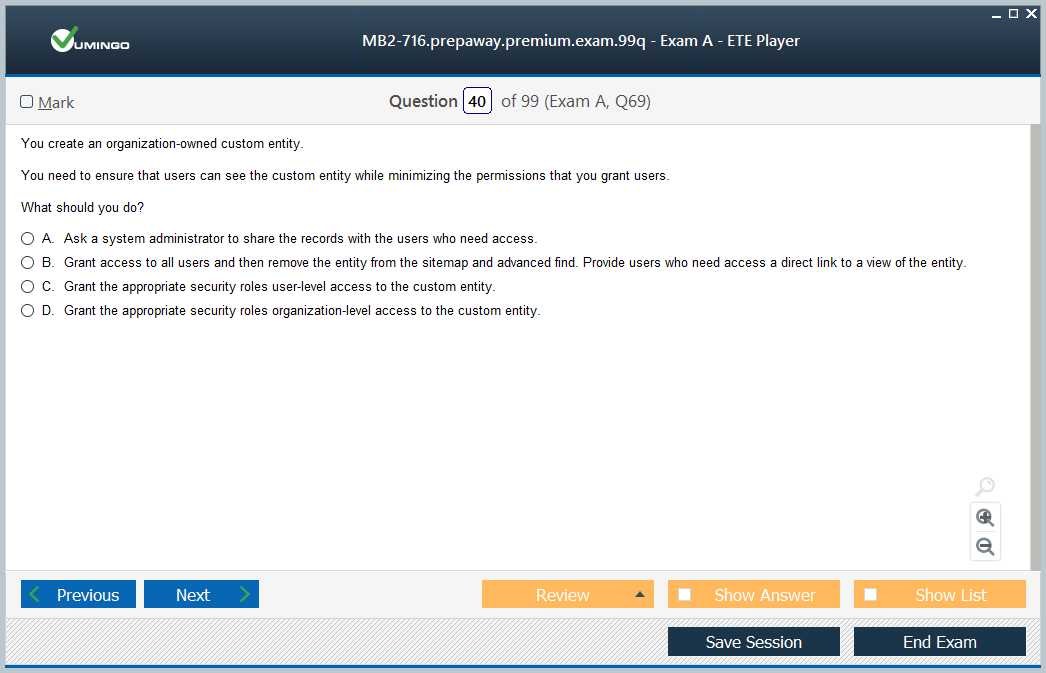 VUMINGO
MB2-716.prepaway.premium.exam.99q - Exam A - ETE Player
Mark
Question 40 of 99 (Exam A, Q69)
You create an organization-owned custom entity.
You need to ensure that users can see the custom entity while minimizing the permissions that you grant users.
What should you do?
A. Ask a system administrator to share the records with the users who need access.
B. Grant access to all users and then remove the entity from the sitemap and advanced find. Provide users who need access a direct link to a view of the entity.
C. Grant the appropriate security roles user-level access to the custom entity.
D. Grant the appropriate security roles organization-level access to the custom entity.
Previous Next Review Show Answer Show List
Save Session End Exam